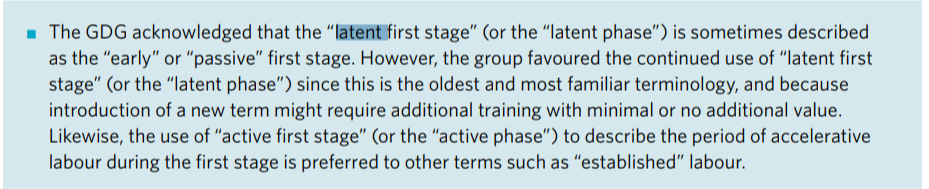 ▪ The GDG acknowledged that the “latent first stage” (or the “latent phase”) is sometimes described
as the “early” or “passive” first stage. However, the group favoured the continued use of “latent first
stage” (or the “latent phase”) since this is the oldest and most familiar terminology, and because
introduction of a new term might require additional training with minimal or no additional value.
Likewise, the use of “active first stage” (or the “active phase”) to describe the period of accelerative
labour during the first stage is preferred to other terms such as “established” labour.